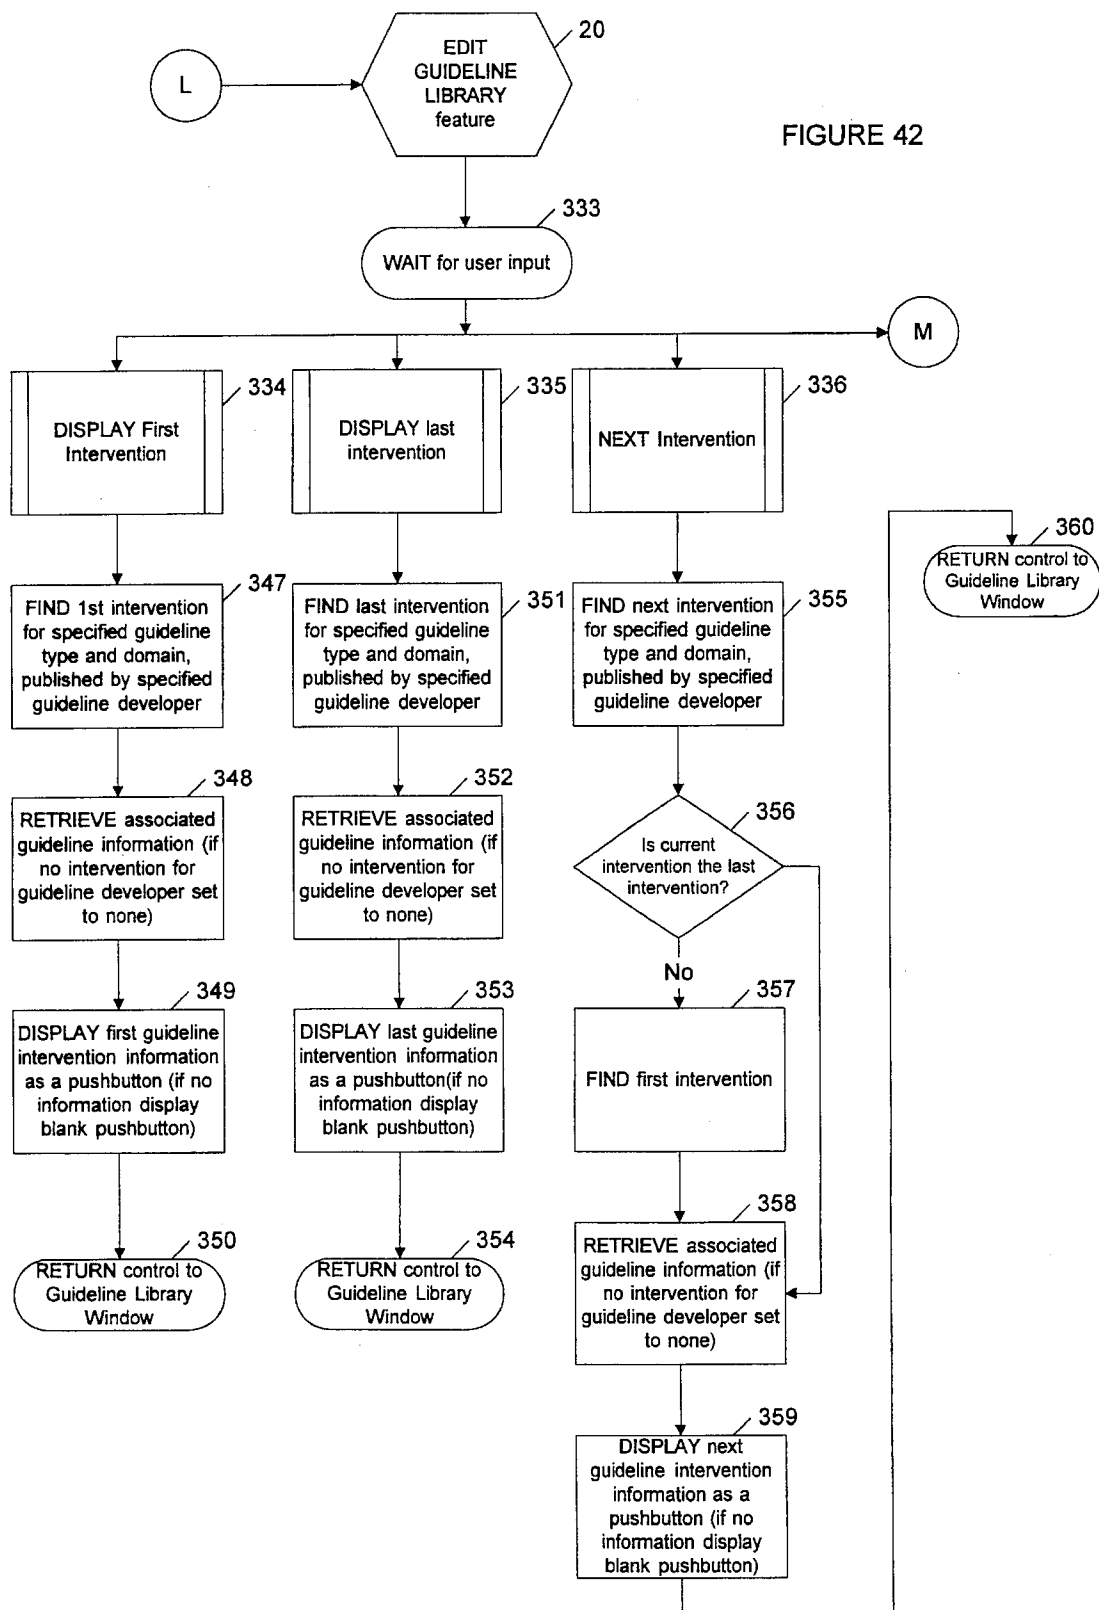 20
EDIT
GUIDELINE
LIBRARY
feature
L
FIGURE 42
333
WAIT for user input
M
334
DISPLAY First
Intervention
335
DISPLAY last
intervention
336
NEXT Intervention
347
FIND 1st intervention
for specified guideline
type and domain,
published by specified
guideline developer
351
FIND last intervention
for specified guideline
type and domain,
published by specified
guideline developer
355
FIND next intervention
for specified guideline
type and domain,
published by specified
guideline developer
360
RETURN control to
Guideline Library
Window
348
RETRIEVE associated
guideline information (if
no intervention for
guideline developer set
to none)
352
RETRIEVE associated
guideline information (if
no intervention for
guideline developer set
to none)
356
Is current
intervention the last
intervention?
No
349
DISPLAY first guideline
intervention information
as a pushbutton (if no
information display
blank pushbutton)
353
DISPLAY last guideline
intervention information
as a pushbutton(if no
information display
blank pushbutton)
357
FIND first intervention
350
RETURN control to
Guideline Library
Window
354
RETURN control to
Guideline Library
Window
358
RETRIEVE associated
guideline information (if
no intervention for
guideline developer set
to none)
359
DISPLAY next
guideline intervention
information as a
pushbutton (if no
information display
blank pushbutton)